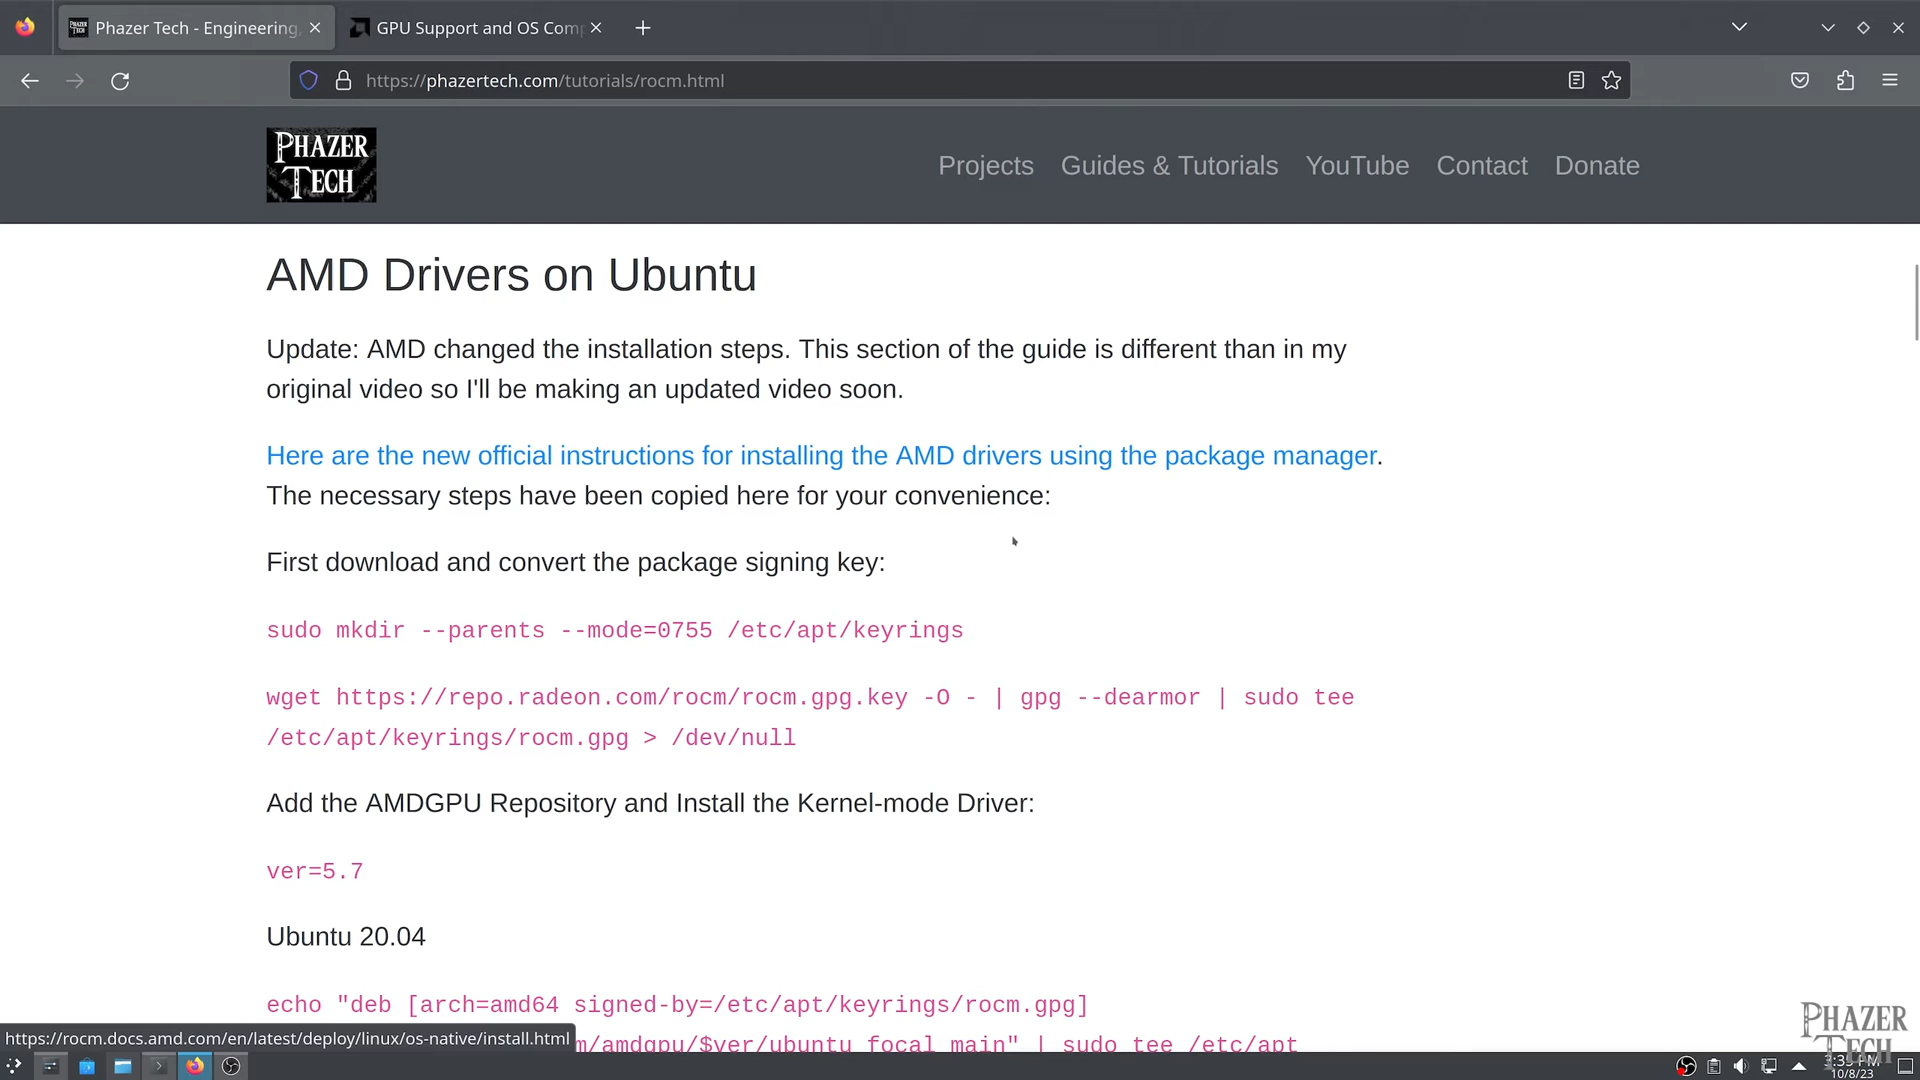 Phazer Tech - Engineering,
GPU Support and OS Comp
https://phazertech.com/tutorials/rocm.html
PHAZER
TECH
Projects
Guides & Tutorials
YouTube
Contact
Donate
AMD Drivers on Ubuntu
Update: AMD changed the installation steps. This section of the guide is different than in my
original video so I'll be making an updated video soon.
Here are the new official instructions for installing the AMD drivers using the package manager.
The necessary steps have been copied here for your convenience:
First download and convert the package signing key:
sudo mkdir --parents --mode=0755 /etc/apt/keyrings
wget https://repo.radeon.com/rocm/rocm.gpg.key -O - | gpg --dearmor | sudo tee
/etc/apt/keyrings/rocm.gpg > /dev/null
Add the AMDGPU Repository and Install the Kernel-mode Driver:
ver=5.7
Ubuntu 20.04
echo "deb [arch=amd64 signed-by=/etc/apt/keyrings/rocm.gpg]
m/amdgpu/$ver/ubuntu focal main" | sudo tee /etc/apt
https://rocm.docs.amd.com/en/latest/deploy/linux/os-native/install.html
PHAZER
TECH
3:35 PM
10/8/23